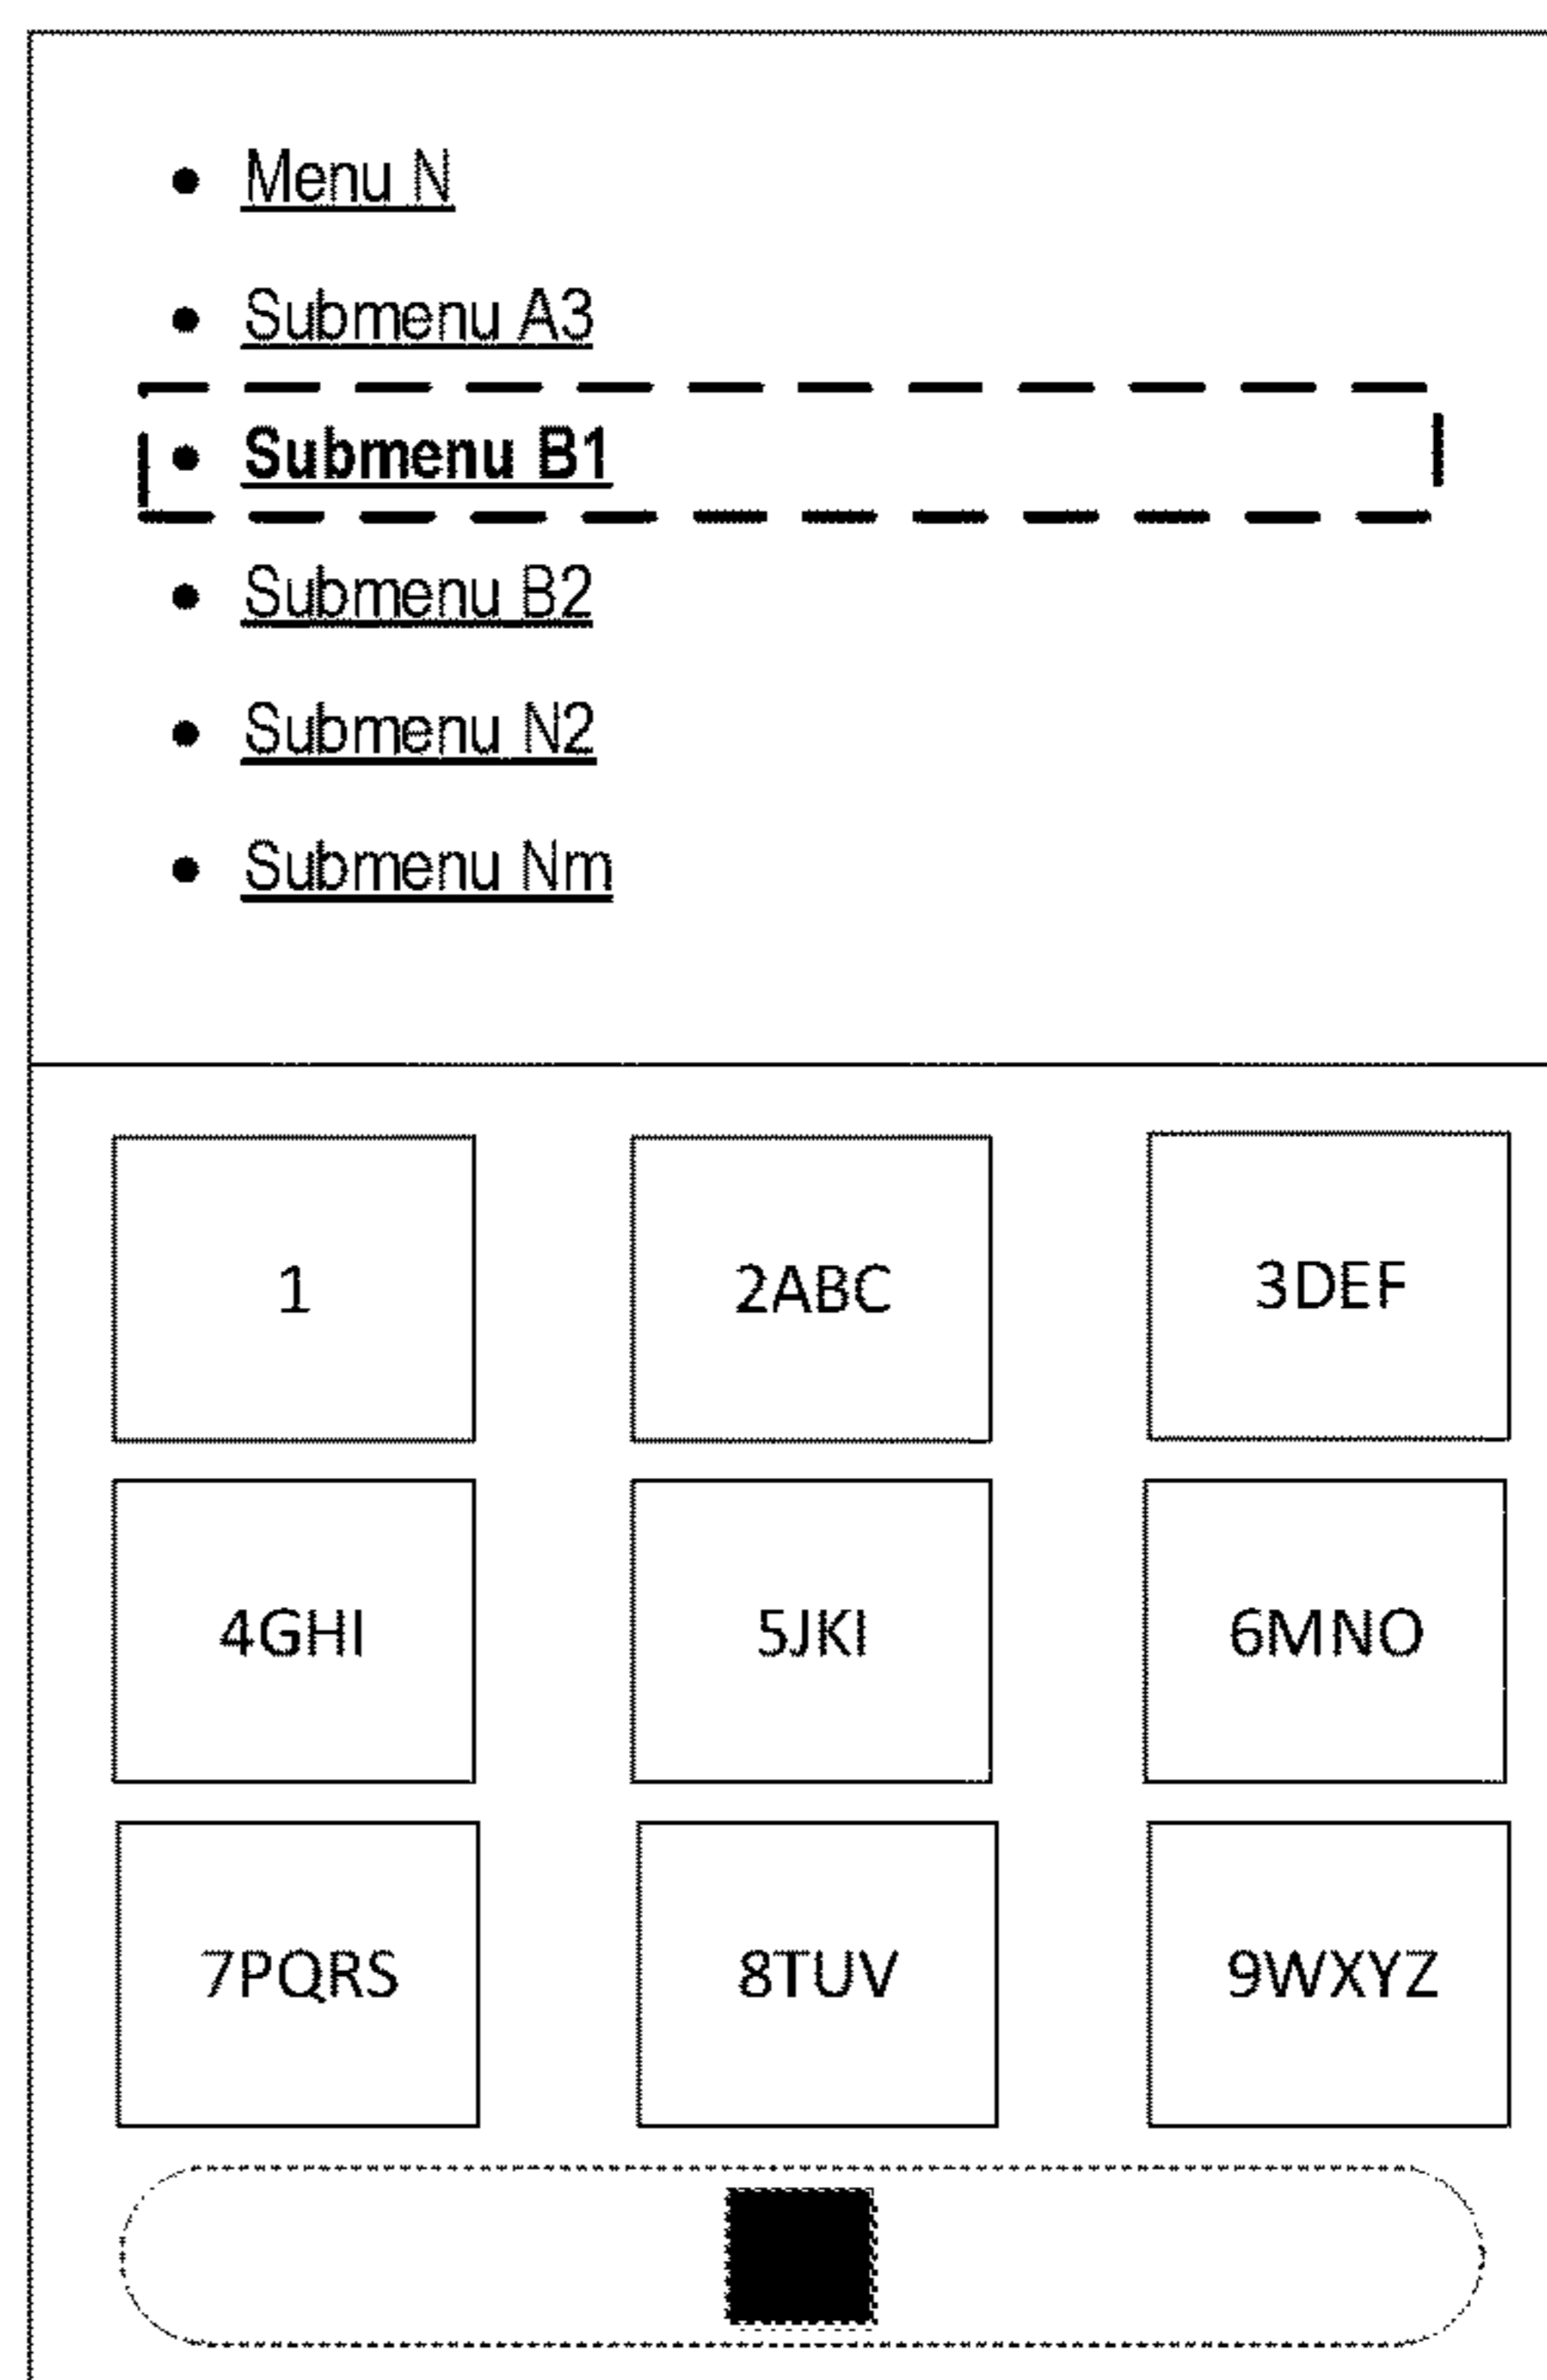 • Menu N
• Submenu A3
• Submenu B1
• Submenu B2
• Submenu N2
• Submenu Nm
1 2ABC 3DEF
4GHI 5JKl 6MNO
7PQRS 8TUV 9WXYZ